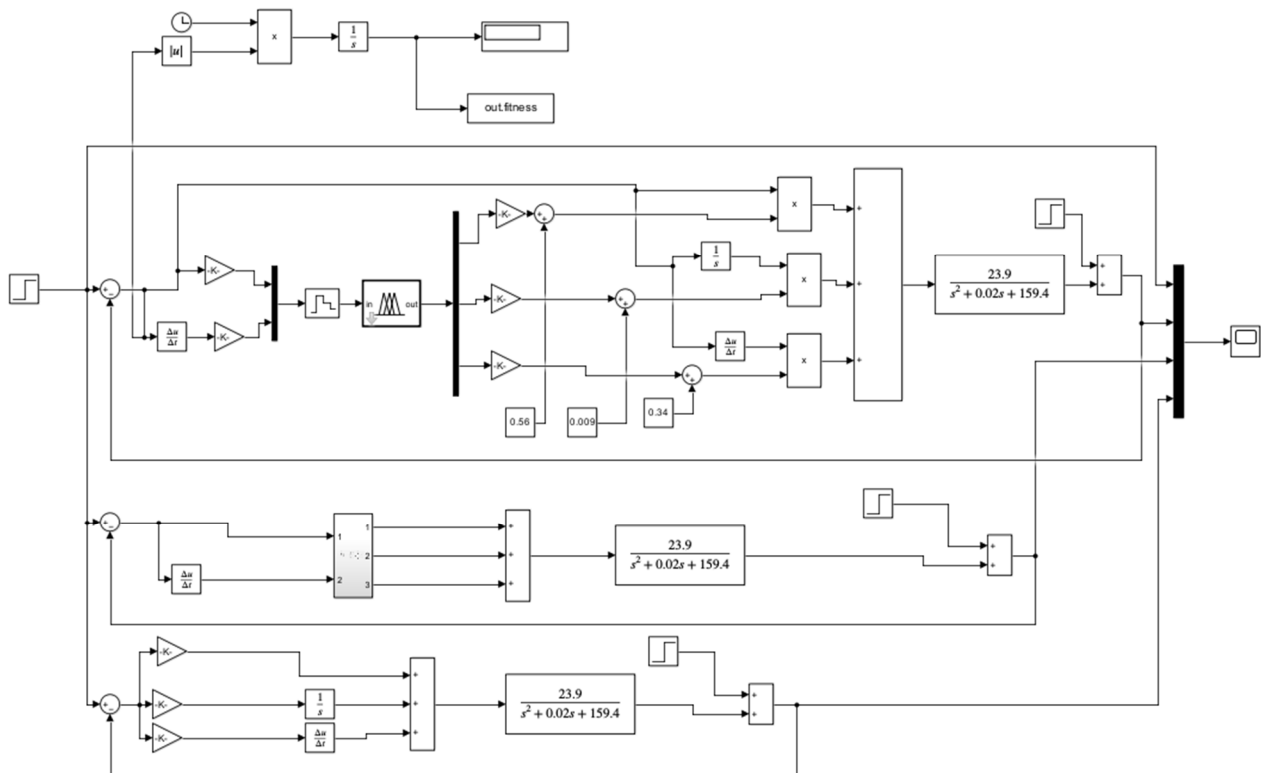 |u|
x
1
s
out.fitness
-K-
Δu
Δt
-K-
in
out
-K-
-K-
-K-
0.56
0.009
0.34
+
+
x
1
s
x
Δu
Δt
x
+
+
+
23.9
s² + 0.02s + 159.4
+
+
1
2
Δu
Δt
1
2
3
+
+
+
23.9
s² + 0.02s + 159.4
+
+
-K-
-K-
-K-
1
s
Δu
Δt
+
+
+
23.9
s² + 0.02s + 159.4
+
+